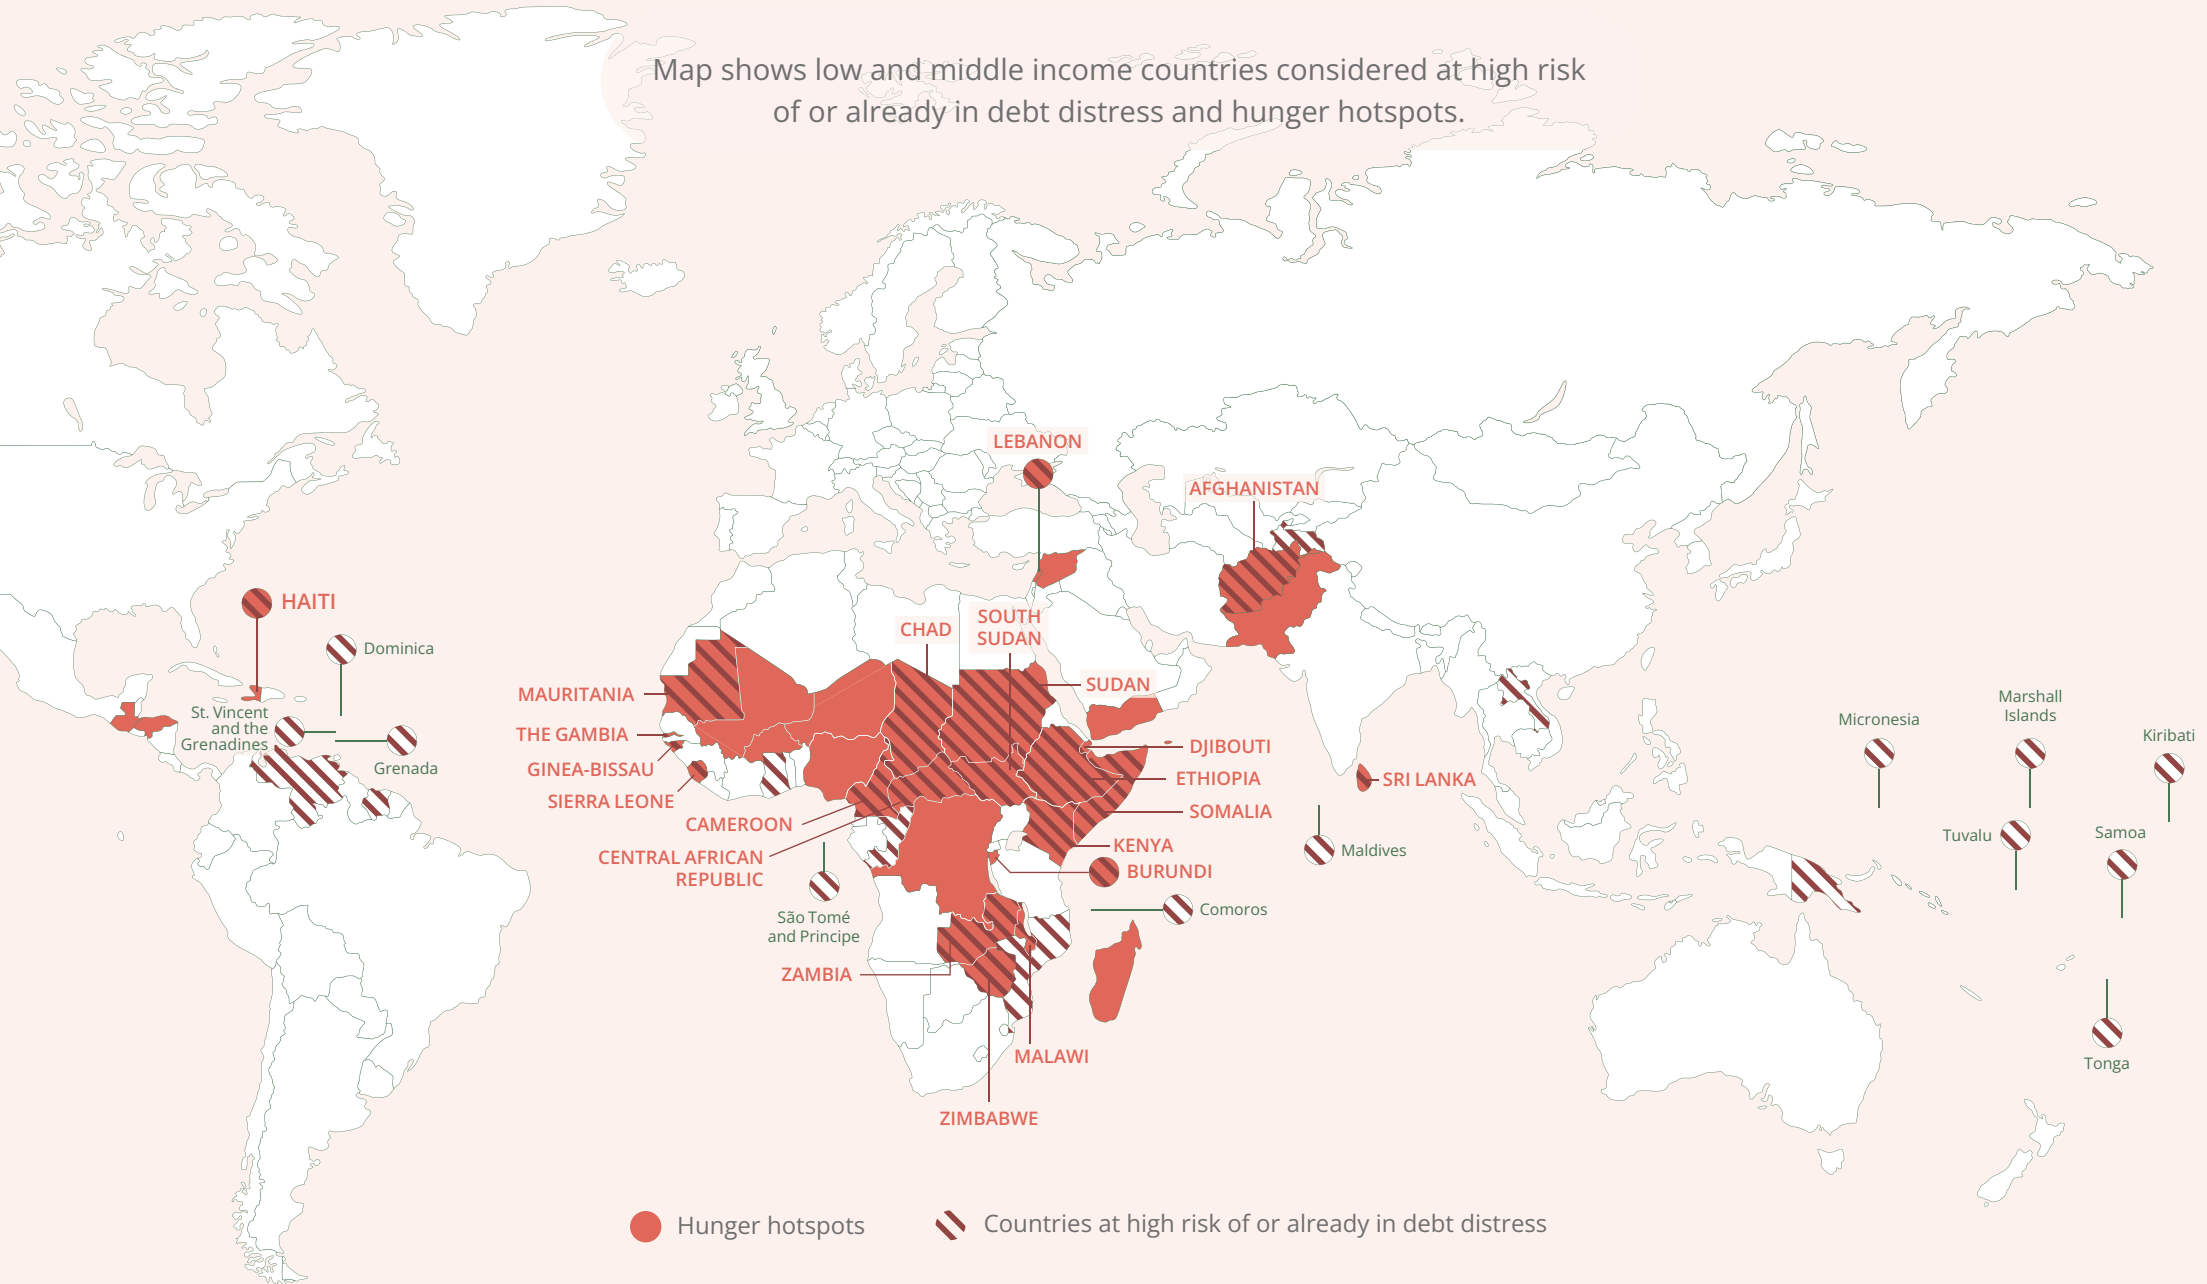 Map shows low and middle income countries considered at high risk
of or already in debt distress and hunger hotspots.
LEBANON
AFGHANISTAN
HAITI
Dominica
St. Vincent
and the
Grenadines
Grenada
CHAD
SOUTH
SUDAN
SUDAN
MAURITANIA
THE GAMBIA
GINEA-BISSAU
SIERRA LEONE
CAMEROON
CENTRAL AFRICAN
REPUBLIC
São Tomé
and Principe
ZAMBIA
ZIMBABWE
MALAWI
DJIBOUTI
ETHIOPIA
SOMALIA
KENYA
BURUNDI
Comoros
SRI LANKA
Maldives
Micronesia
Marshall
Islands
Kiribati
Tuvalu
Samoa
Tonga
Hunger hotspots
Countries at high risk of or already in debt distress